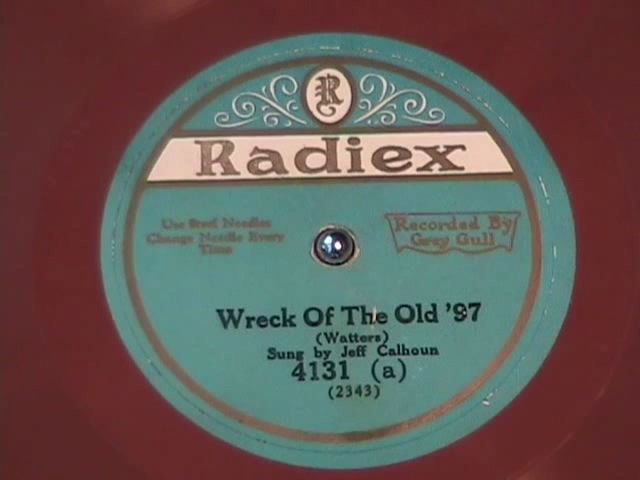 R
Radiex
Use Steel Needles
Change Needle Every
Time
Recorded By
Grey Gull
Wreck Of The Old '97
(Watters)
Sung by Jeff Calhoun
4131 (a)
(2343)